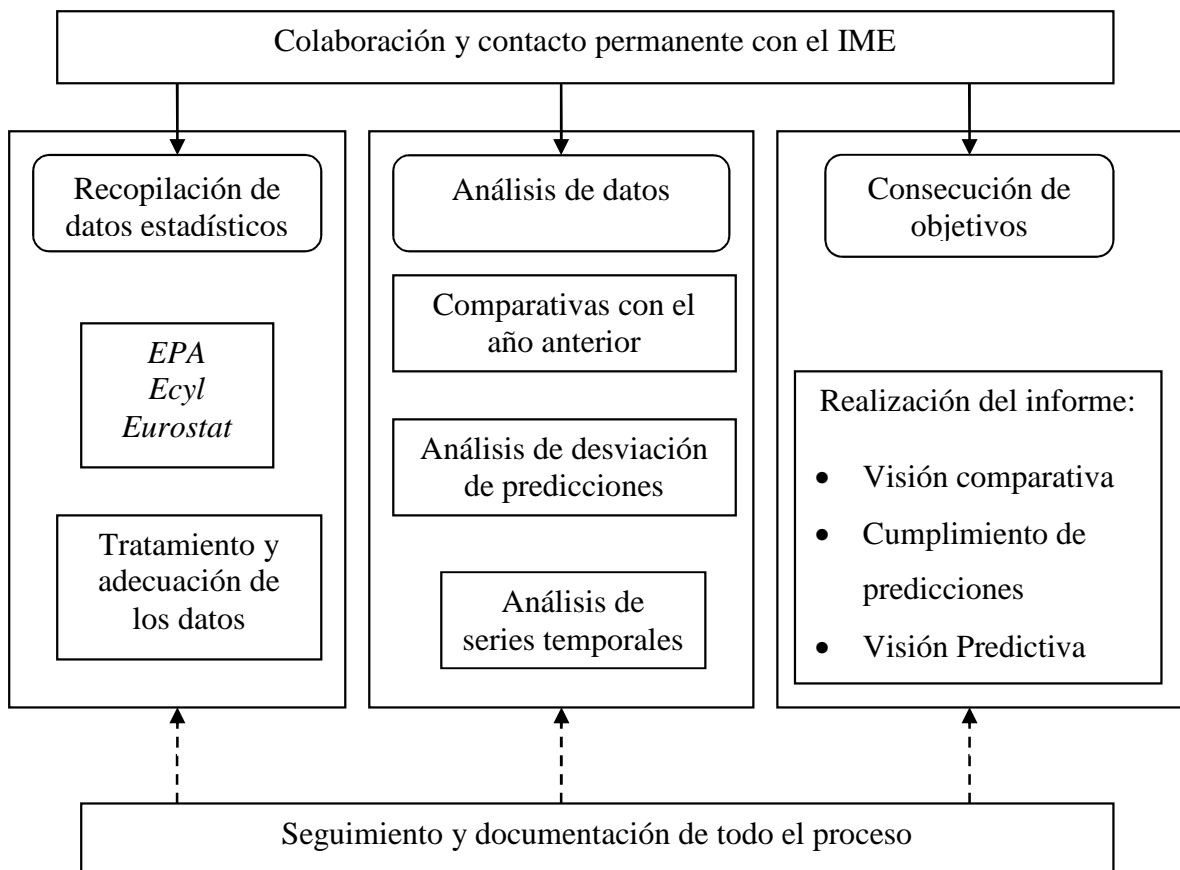 Colaboración y contacto permanente con el IME
Recopilación de
datos estadísticos
EPA
Ecyl
Eurostat
Tratamiento y
adecuación de
los datos
Análisis de datos
Comparativas con el
año anterior
Análisis de desviación
de predicciones
Análisis de
series temporales
Consecución de
objetivos
Realización del informe:
• Visión comparativa
• Cumplimiento de
predicciones
• Visión Predictiva
Seguimiento y documentación de todo el proceso